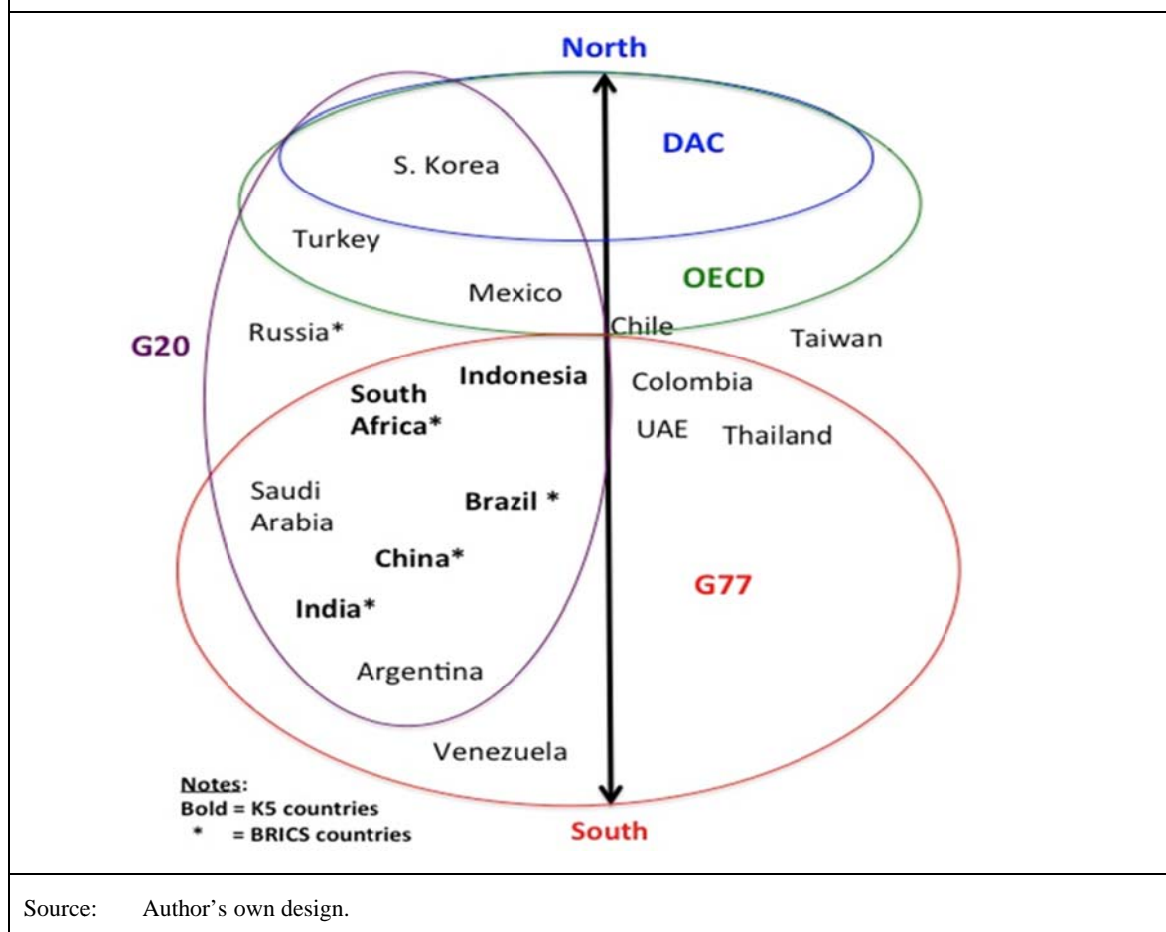 North
DAC
S. Korea
Turkey
OECD
Mexico
Chile
Russia*
Taiwan
G20
Indonesia
Colombia
South
Africa*
UAE
Thailand
Saudi
Arabia
Brazil *
China*
G77
India*
Argentina
Venezuela
Notes:
Bold = K5 countries
* = BRICS countries
South
Source: Author's own design.